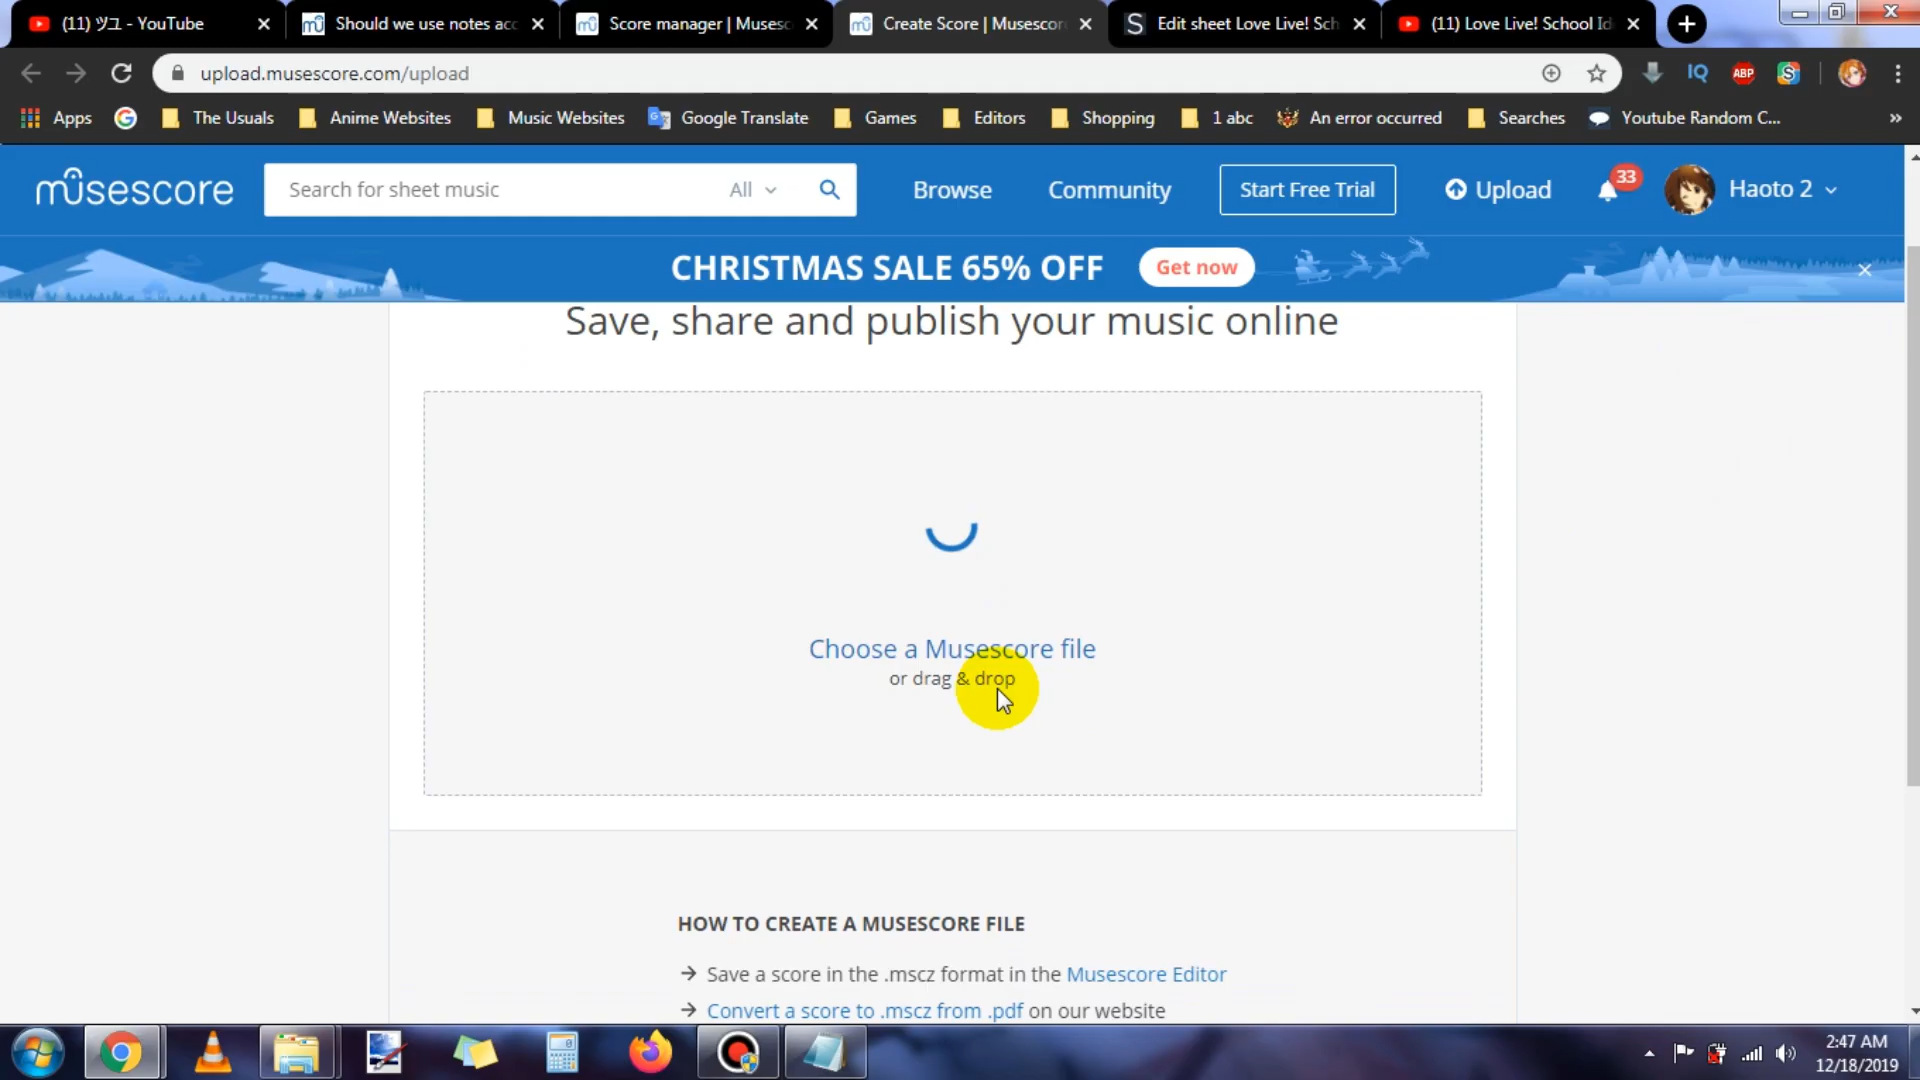 (11) ツユ - YouTube
Should we use notes acc
Score manager | Musesc
Create Score | Musescor
Edit sheet Love Live! Sch
(11) Love Live! School Id
upload.musescore.com/upload
IQ
ABP
S
Apps
The Usuals
Anime Websites
Music Websites
Google Translate
Games
Editors
Shopping
1 abc
An error occurred
Searches
Youtube Random C...
»
musescore
Search for sheet music
All
Browse
Community
Start Free Trial
Upload
33
Haoto 2
CHRISTMAS SALE 65% OFF
Get now
Save, share and publish your music online
Choose a Musescore file
or drag & drop
HOW TO CREATE A MUSESCORE FILE
→ Save a score in the .mscz format in the Musescore Editor
→ Convert a score to .mscz from .pdf on our website
2:47 AM
12/18/2019